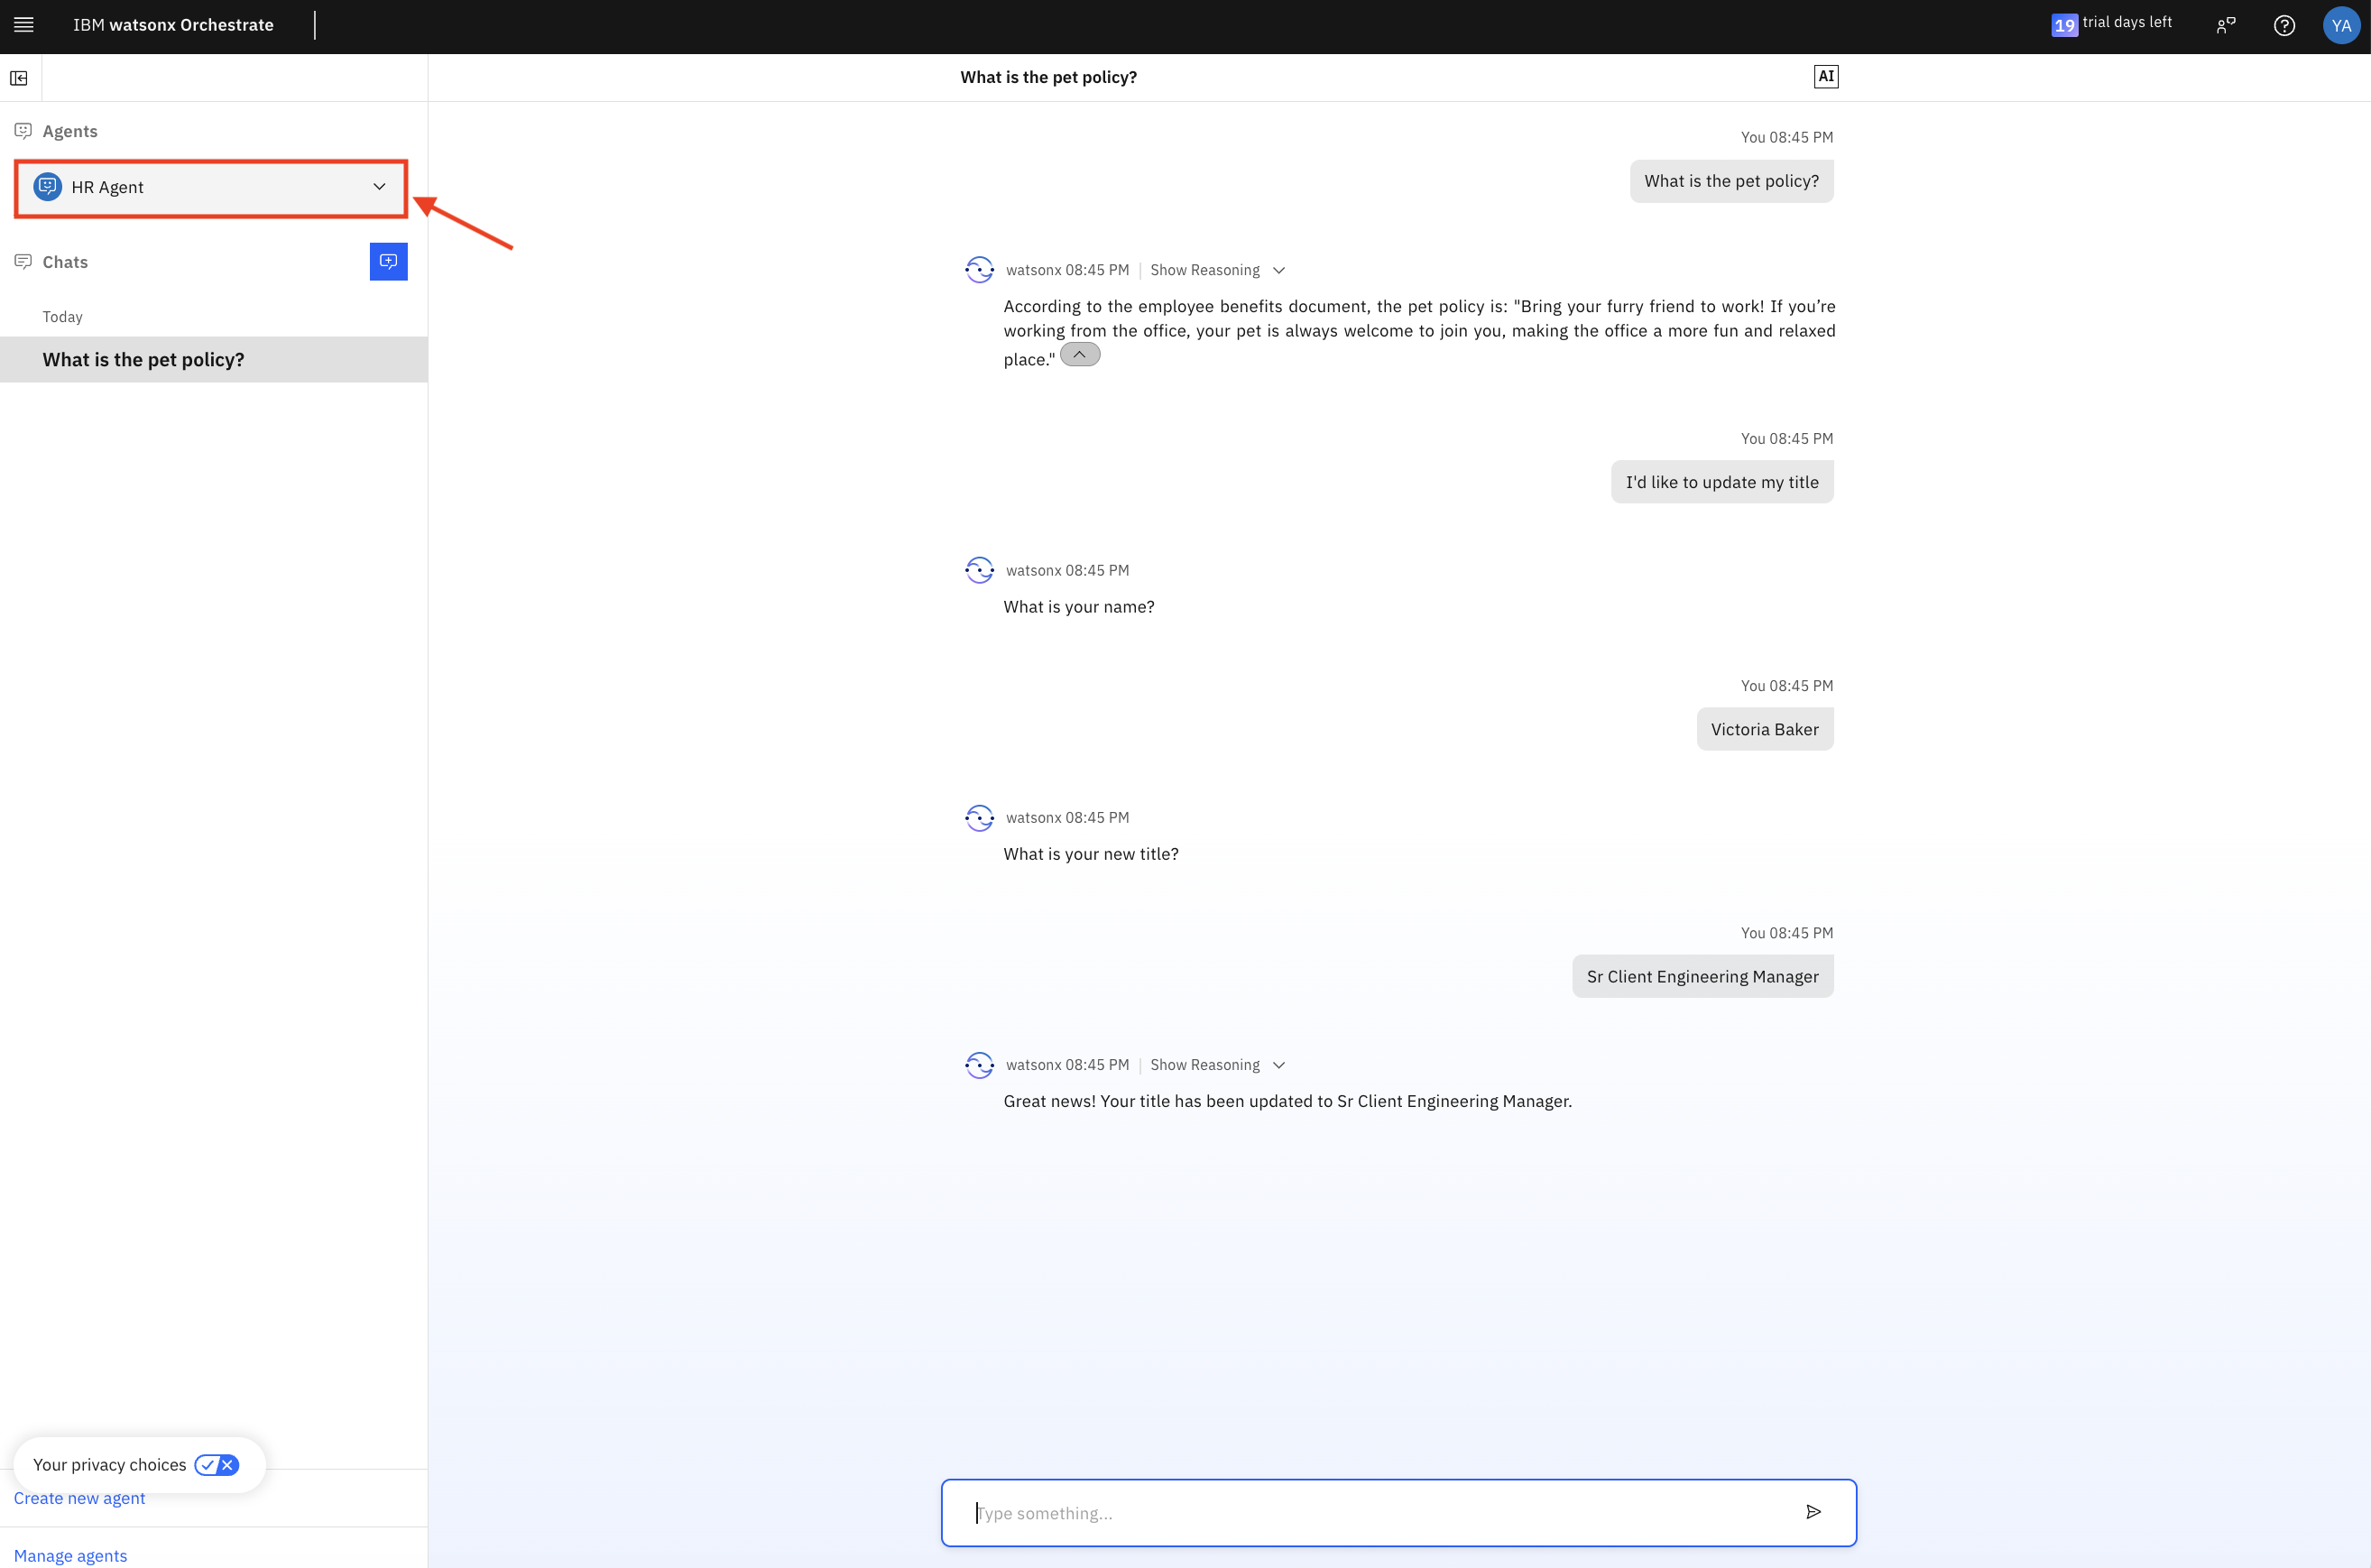 IBM watsonx Orchestrate
19 trial days left
YA
What is the pet policy?
AI
Agents
HR Agent
Chats
Today
What is the pet policy?
You 08:45 PM
What is the pet policy?
watsonx 08:45 PM | Show Reasoning
According to the employee benefits document, the pet policy is: "Bring your furry friend to work! If you’re
working from the office, your pet is always welcome to join you, making the office a more fun and relaxed
place."
You 08:45 PM
I'd like to update my title
watsonx 08:45 PM
What is your name?
You 08:45 PM
Victoria Baker
watsonx 08:45 PM
What is your new title?
You 08:45 PM
Sr Client Engineering Manager
watsonx 08:45 PM | Show Reasoning
Great news! Your title has been updated to Sr Client Engineering Manager.
Your privacy choices
Create new agent
Manage agents
Type something...